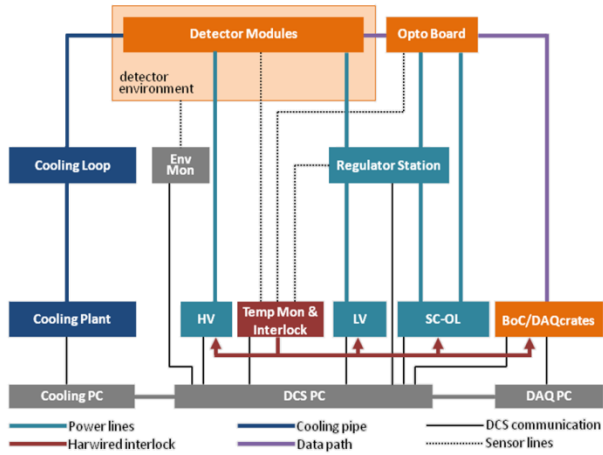 Detector Modules
Opto Board
detector
environment
Cooling Loop
Env
Mon
Regulator Station
Cooling Plant
HV
Temp Mon &
Interlock
LV
SC-OL
BoC/DAQcrates
Cooling PC
DCS PC
DAQ PC
Power lines
Cooling pipe
DCS communication
Harwired interlock
Data path
Sensor lines